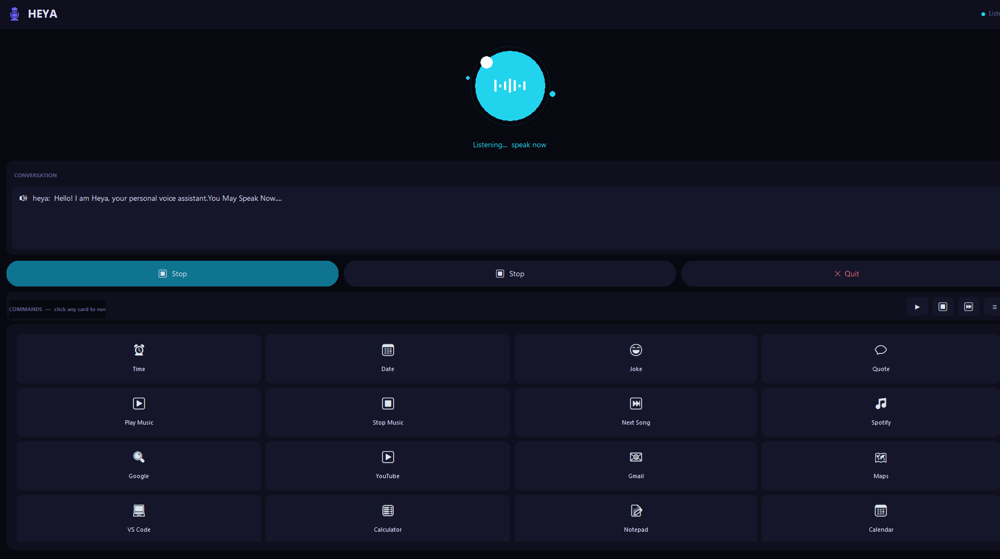 HEYA
Liste
Listening... speak now
CONVERSATION
heya: Hello! I am Heya, your personal voice assistant.You May Speak Now....
Stop
Stop
Quit
COMMANDS — click any card to run
Time
Date
Joke
Quote
Play Music
Stop Music
Next Song
Spotify
Google
YouTube
Gmail
Maps
VS Code
Calculator
Notepad
Calendar